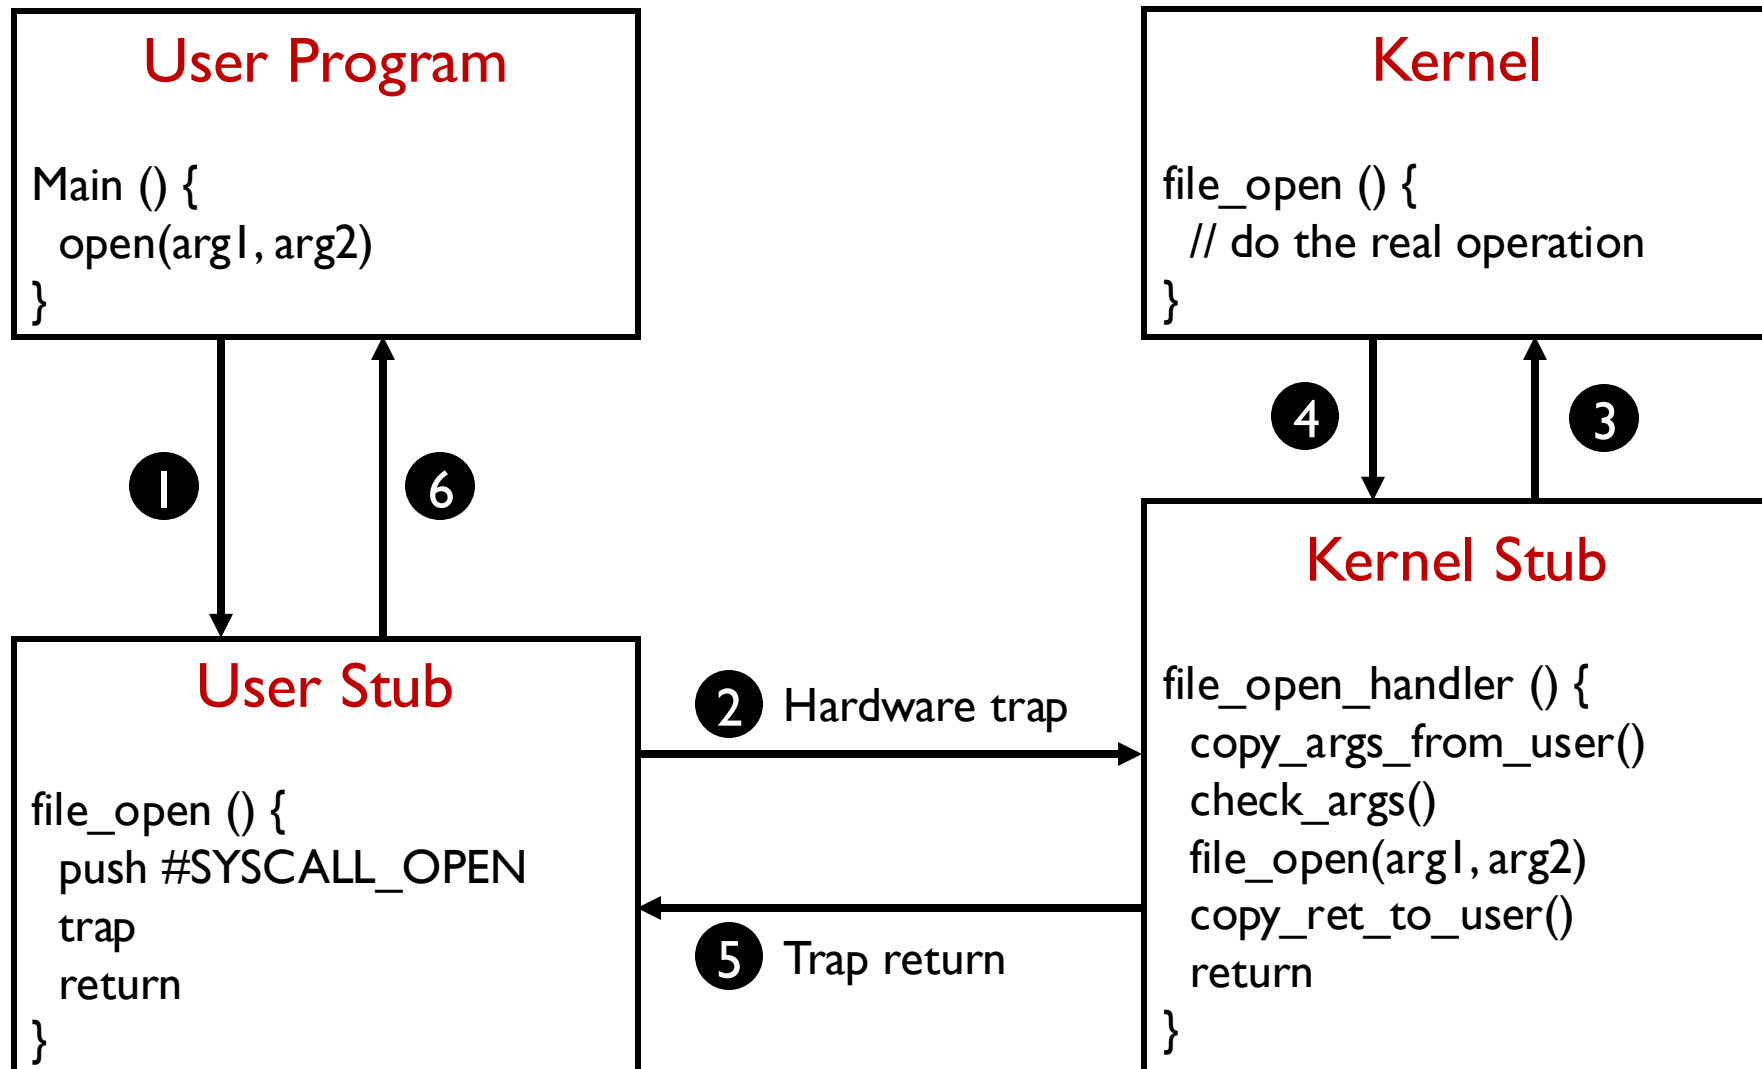 User Program
Main () {
open(arg1, arg2)
}
Kernel
file_open () {
// do the real operation
}
1
6
4
3
User Stub
file_open () {
push #SYSCALL_OPEN
trap
return
}
2 Hardware trap
5 Trap return
Kernel Stub
file_open_handler () {
copy_args_from_user()
check_args()
file_open(arg1, arg2)
copy_ret_to_user()
return
}